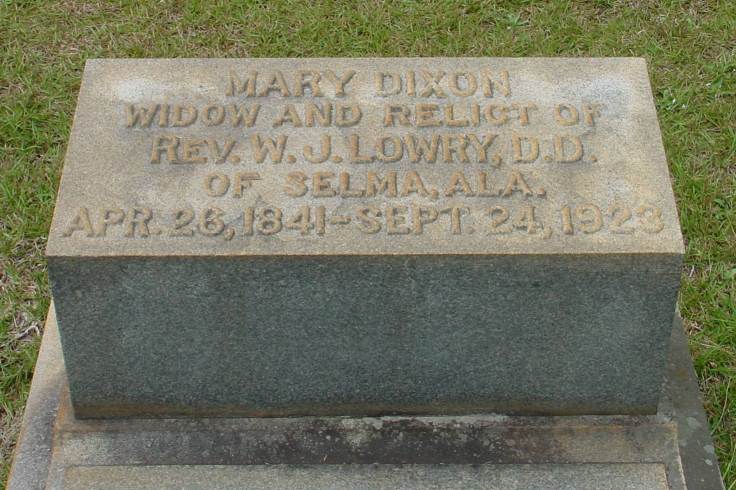 MARY DIXON
WIDOW AND RELICT OF
REV. W. J. LOWRY, D.D.
OF SELMA, ALA.
APR. 26, 1841–SEPT. 24, 1923